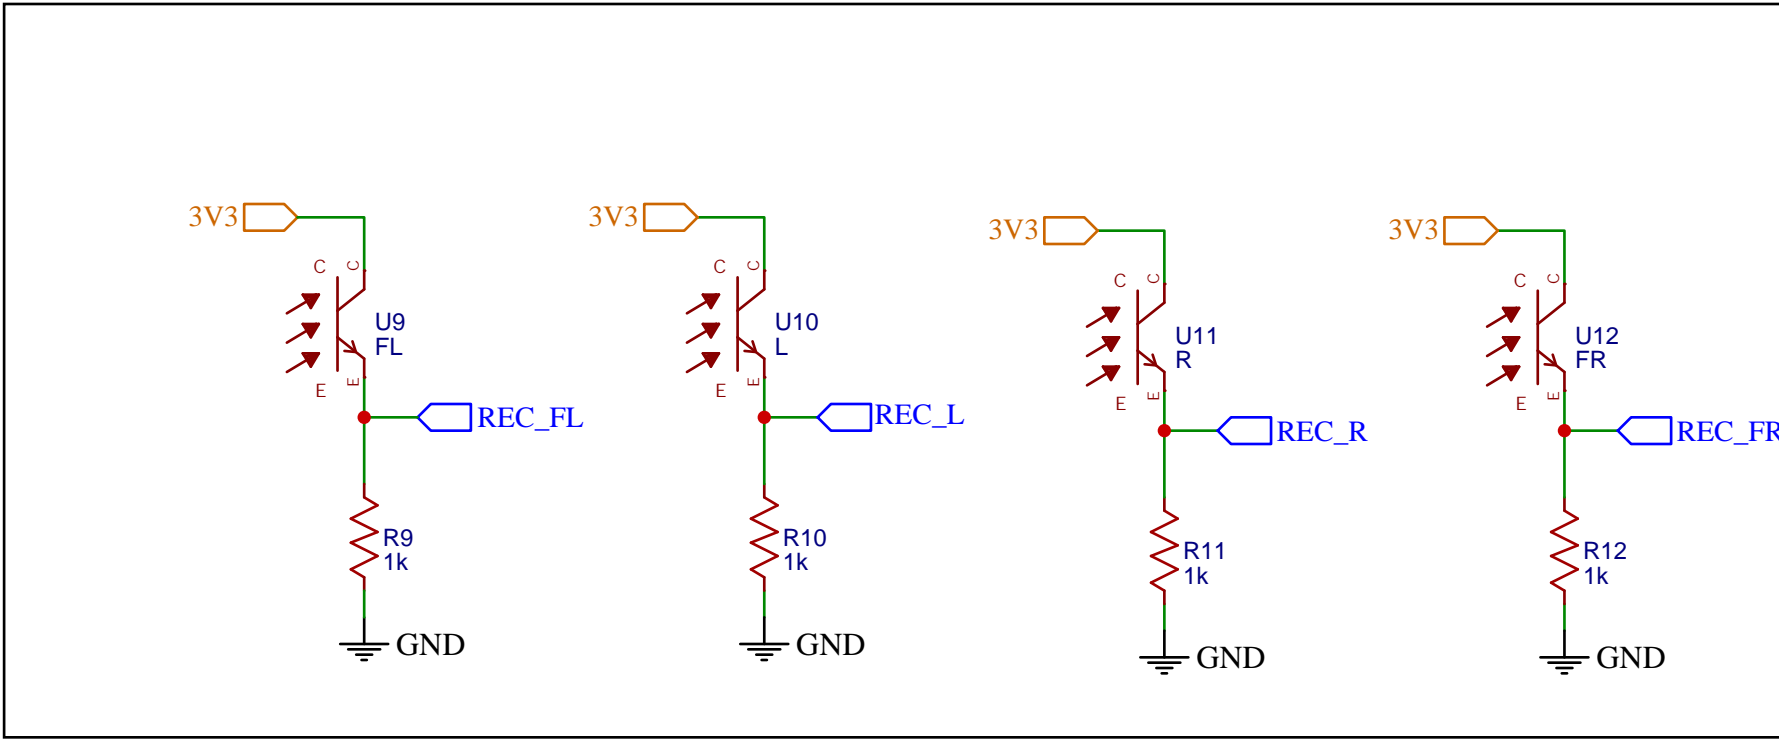 3V3
C
C
U9
FL
E
E
REC_FL
R9
1k
GND
3V3
C
C
U10
L
E
E
REC_L
R10
1k
GND
3V3
C
C
U11
R
E
E
REC_R
R11
1k
GND
3V3
C
C
U12
FR
E
E
REC_FR
R12
1k
GND